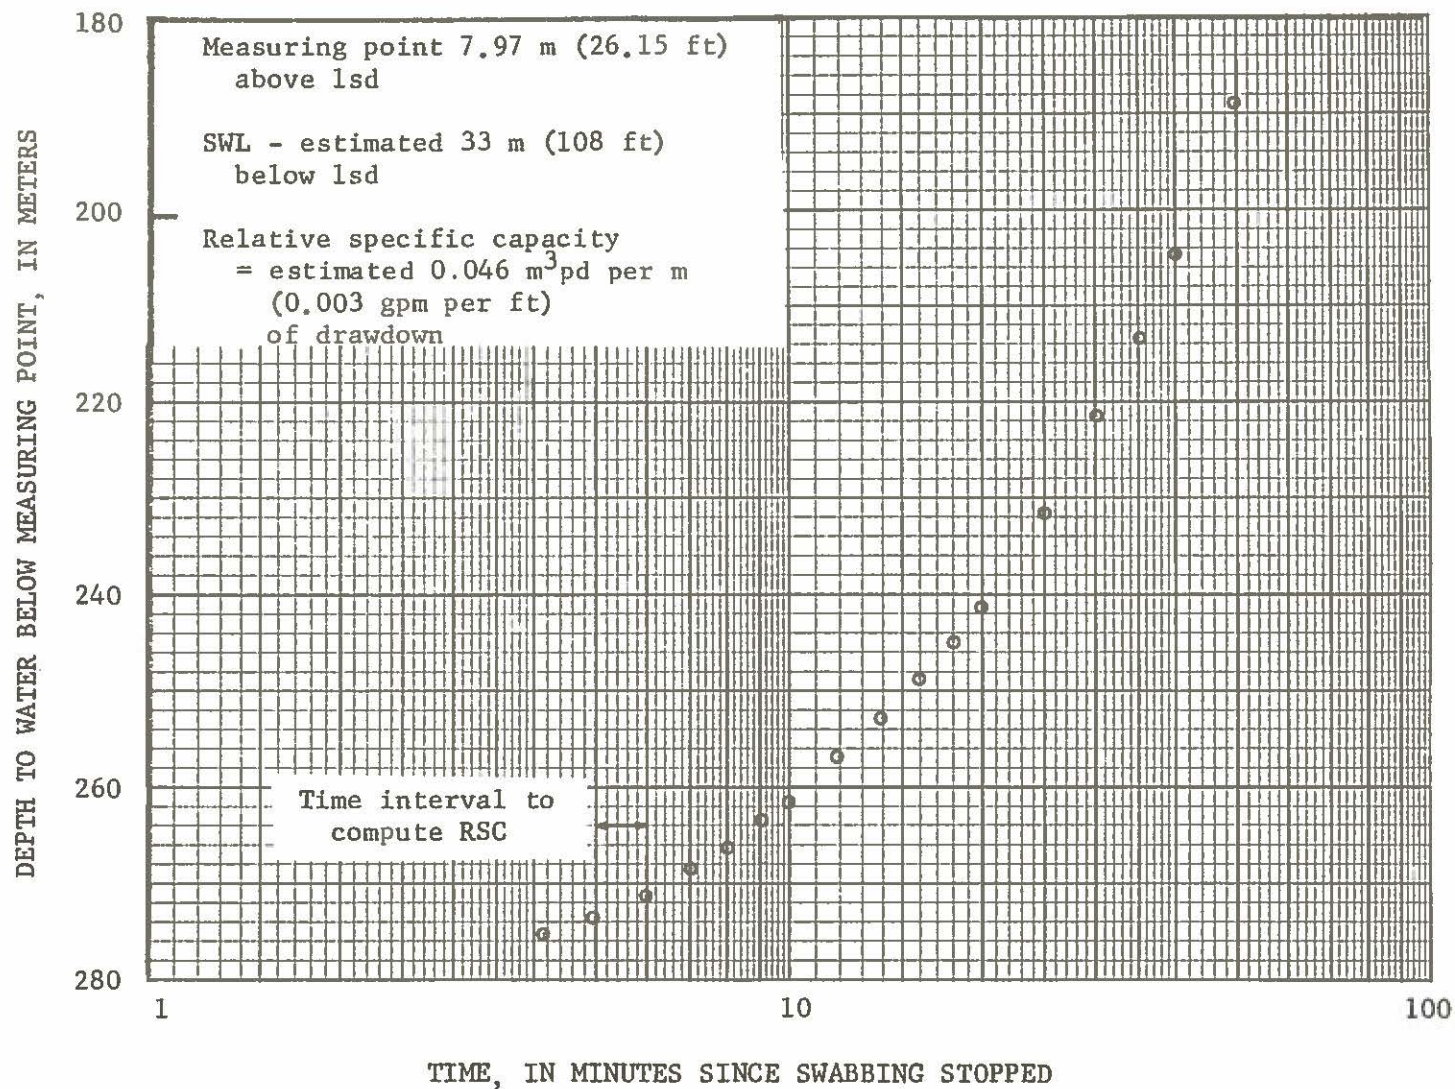 180
Measuring point 7.97 m (26.15 ft)
above lsd
SWL - estimated 33 m (108 ft)
below lsd
200
Relative specific capacity
= estimated 0.046 m³pd per m
(0.003 gpm per ft)
of drawdown
220
240
260
Time interval to
compute RSC
280
1
10
100
DEPTH TO WATER BELOW MEASURING POINT, IN METERS
TIME, IN MINUTES SINCE SWABBING STOPPED